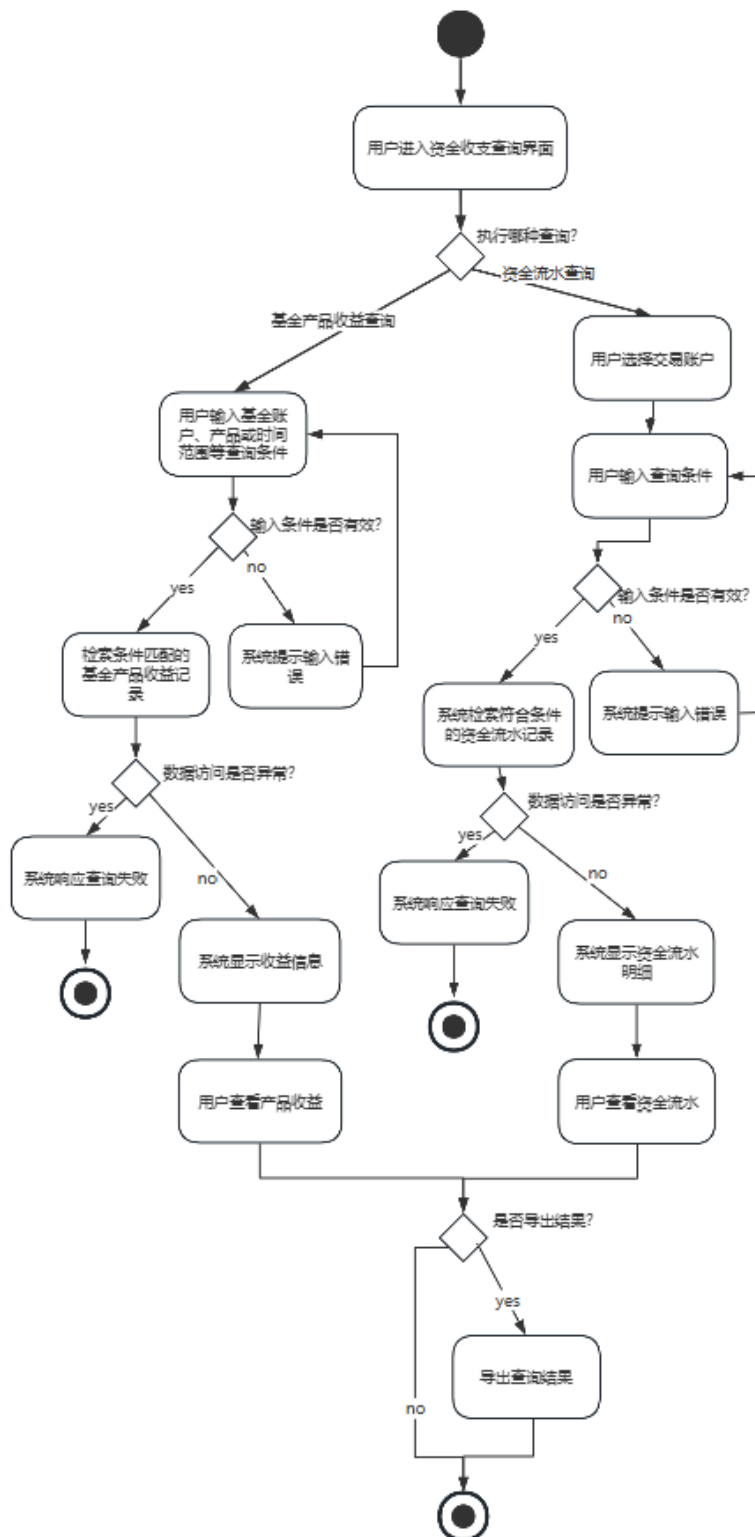 用户进入资金收支查询界面
执行哪种查询?
资金流水查询
基金产品收益查询
用户选择交易账户
用户输入基金账
户、产品或时间
范围等查询条件
用户输入查询条件
输入条件是否有效?
no
yes
输入条件是否有效?
no
yes
检索条件匹配的
基金产品收益记
录
系统提示输入错
误
系统检索符合条件
的资金流水记录
系统提示输入错误
数据访问是否异常?
yes
no
数据访问是否异常?
yes
no
系统响应查询失败
系统响应查询失败
系统显示收益信息
系统显示资金流水
明细
用户查看产品收益
用户查看资金流水
是否导出结果?
yes
导出查询结果
no